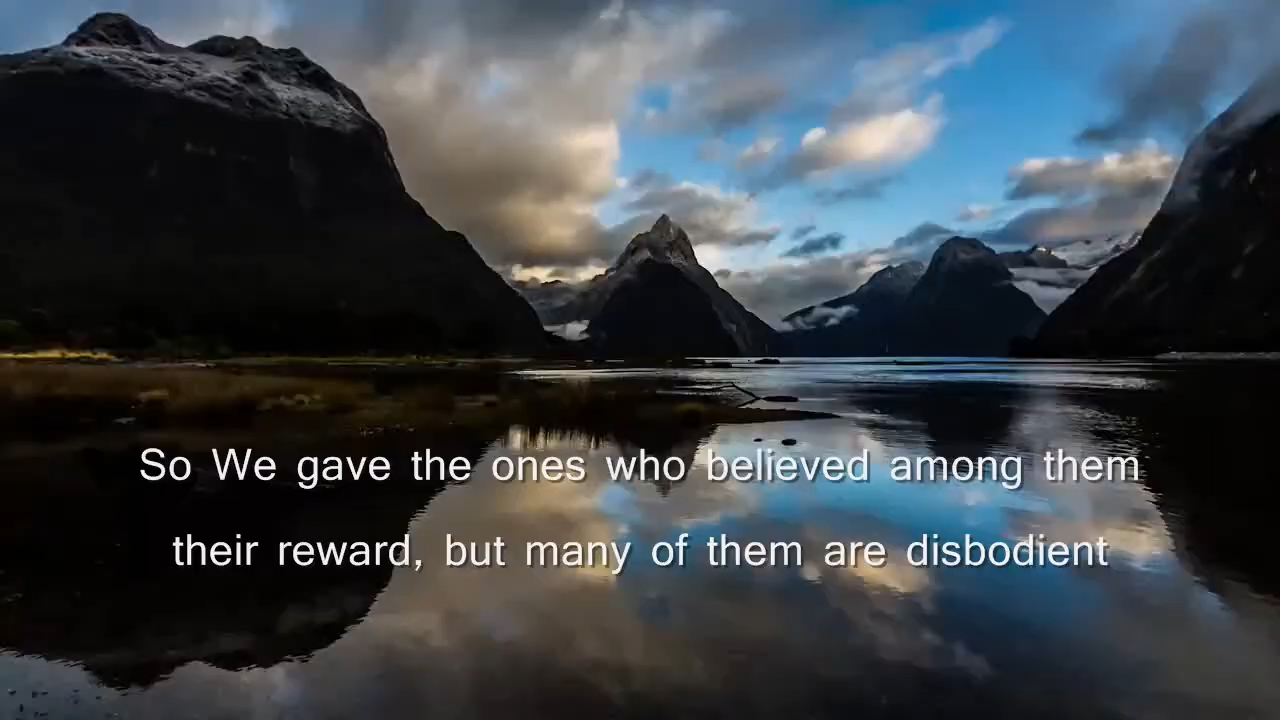 So We gave the ones who believed among them
their reward, but many of them are disbodient